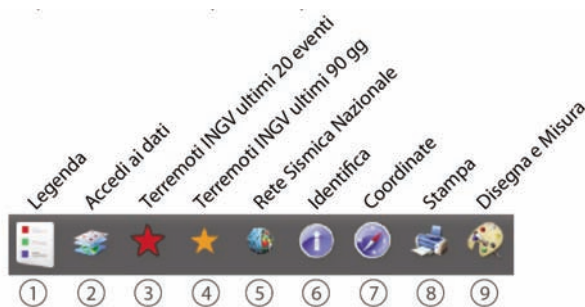 Legenda
Accedi ai dati
Terremoti INGV ultimi 20 eventi
Terremoti INGV ultimi 90 gg
Rete Sismica Nazionale
Identifica
Coordinate
Stampa
Disegna e Misura
1 2 3 4 5 6 7 8 9